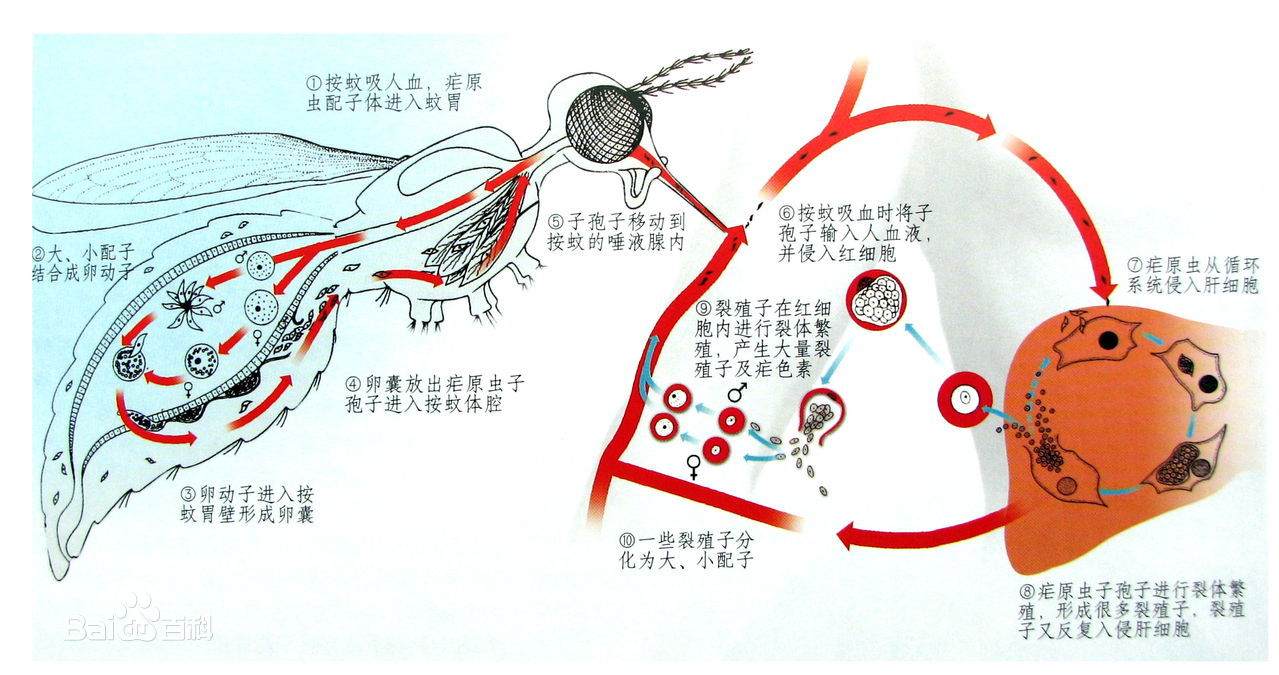 ①按蚊吸人血，疟原
虫配子体进入蚊胃
②大、小配子
结合成卵动子
③卵动子进入按
蚊胃壁形成卵囊
④卵囊放出疟原虫子
孢子进入按蚊体腔
⑤子孢子移动到
按蚊的唾液腺内
⑥按蚊吸血时将子
孢子输入人血液，
并侵入红细胞
⑦疟原虫从循环
系统侵入肝细胞
⑧疟原虫子孢子进行裂体繁
殖，形成很多裂殖子，裂殖
子又反复入侵肝细胞
⑨裂殖子在红细
胞内进行裂体繁
殖，产生大量裂
殖子及疟色素
⑩一些裂殖子分
化为大、小配子
♂
♂
♀
♀
♂
♀
Bai du 百科